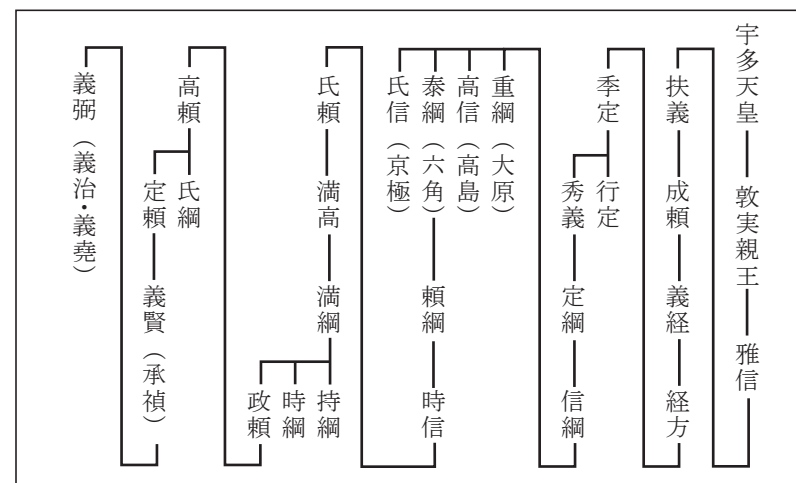 宇多天皇
敦実親王
雅信
扶義
成頼
義経
経方
季定
行定
秀義
定綱
信綱
重綱（大原）
高信（高島）
泰綱（六角）
氏信（京極）
頼綱
時信
氏頼
満高
満綱
持綱
時綱
政頼
高頼
氏綱
定頼
義賢（承禎）
義弼（義治・義堯）